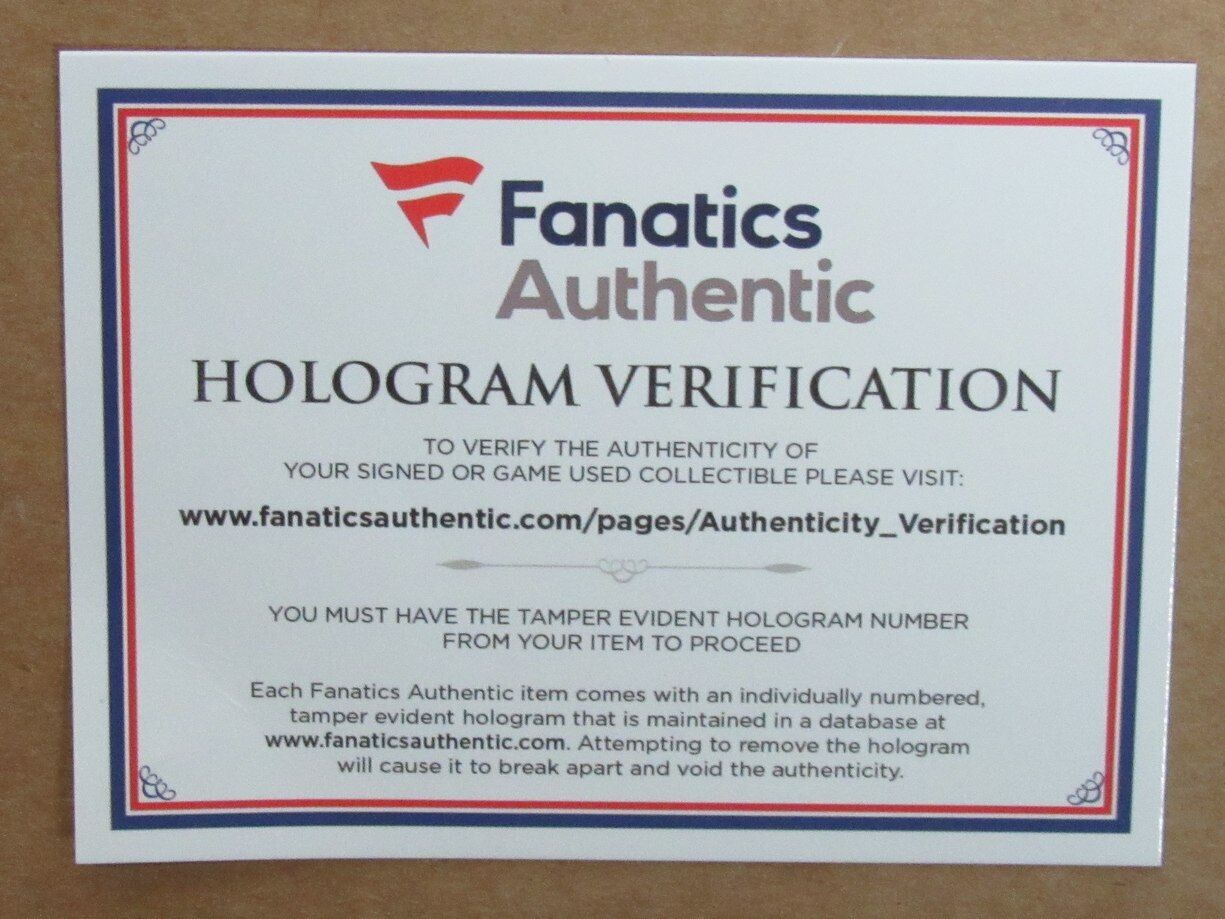 Fanatics
Authentic
HOLOGRAM VERIFICATION
TO VERIFY THE AUTHENTICITY OF
YOUR SIGNED OR GAME USED COLLECTIBLE PLEASE VISIT:
www.fanaticsauthentic.com/pages/Authenticity_Verification
YOU MUST HAVE THE TAMPER EVIDENT HOLOGRAM NUMBER
FROM YOUR ITEM TO PROCEED
Each Fanatics Authentic item comes with an individually numbered,
tamper evident hologram that is maintained in a database at
www.fanaticsauthentic.com. Attempting to remove the hologram
will cause it to break apart and void the authenticity.